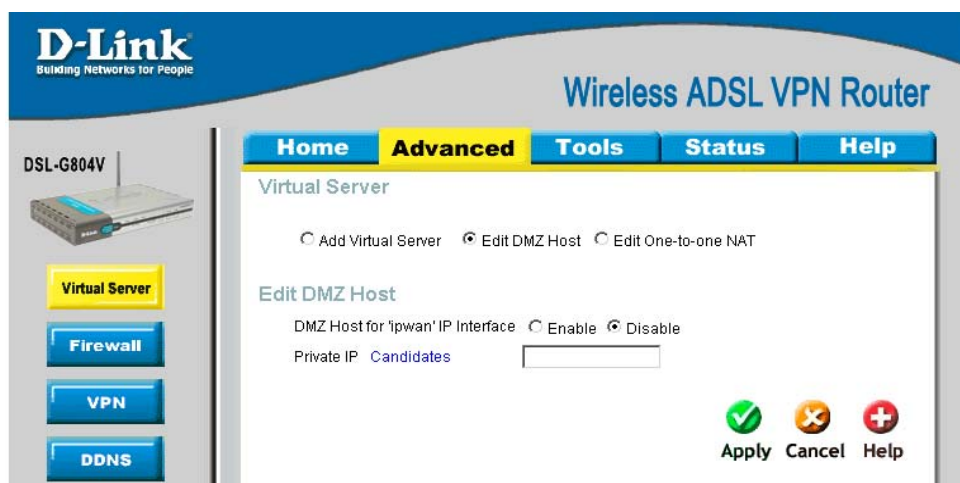 D-Link
Building Networks for People
Wireless ADSL VPN Router
DSL-G804V
Home Advanced Tools Status Help
Virtual Server
Add Virtual Server Edit DMZ Host Edit One-to-one NAT
Edit DMZ Host
DMZ Host for 'ipwan' IP Interface Enable Disable
Private IP Candidates
Apply Cancel Help
Virtual Server
Firewall
VPN
DDNS